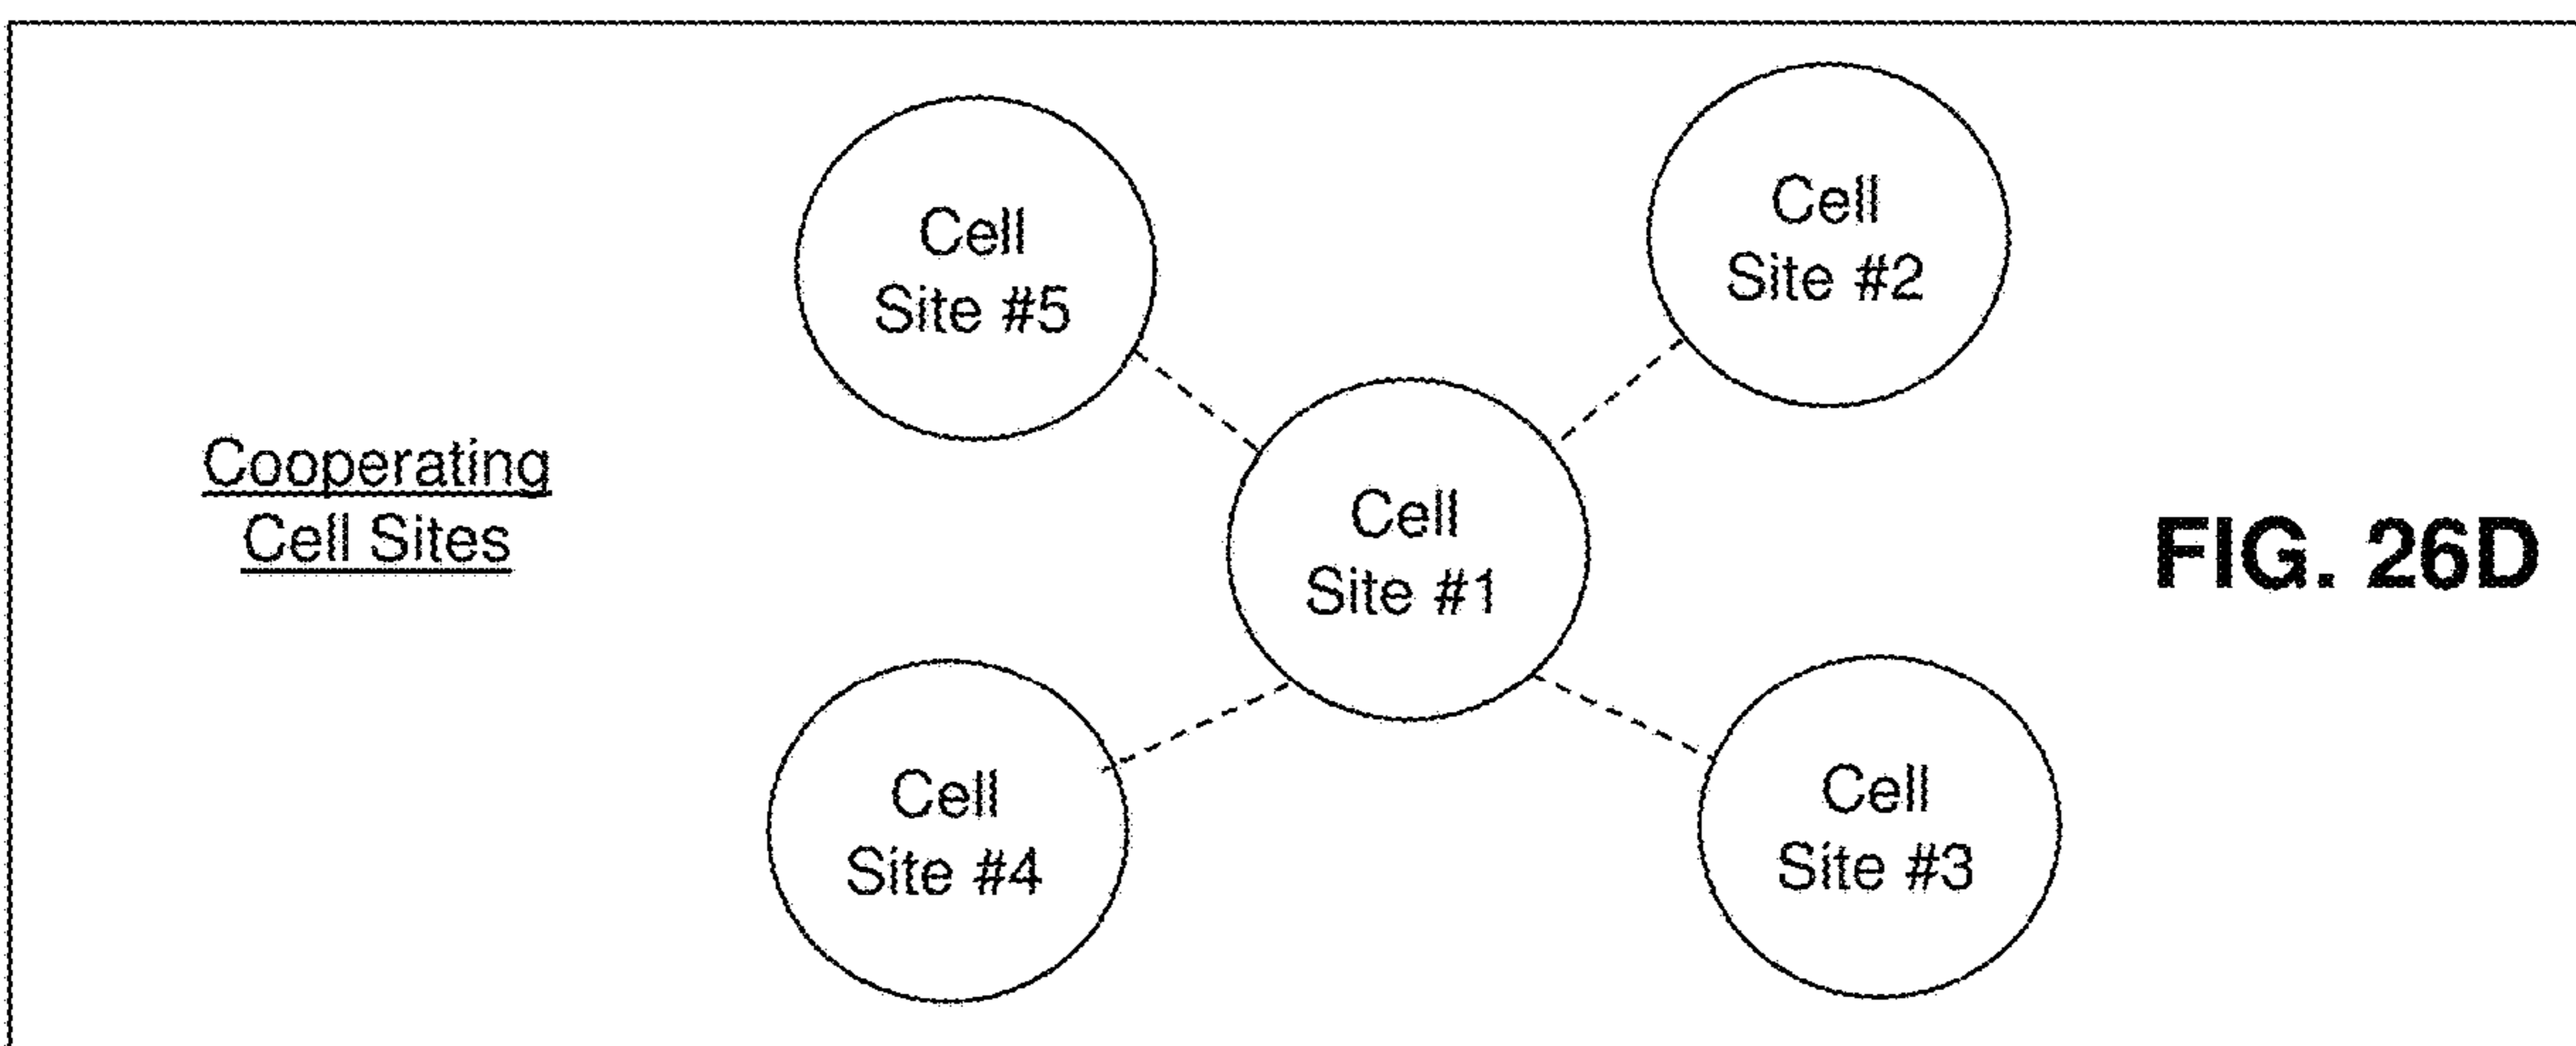 Cell
Site #5
Cell
Site #2
Cooperating
Cell Sites
Cell
Site #1
FIG. 26D
Cell
Site #4
Cell
Site #3